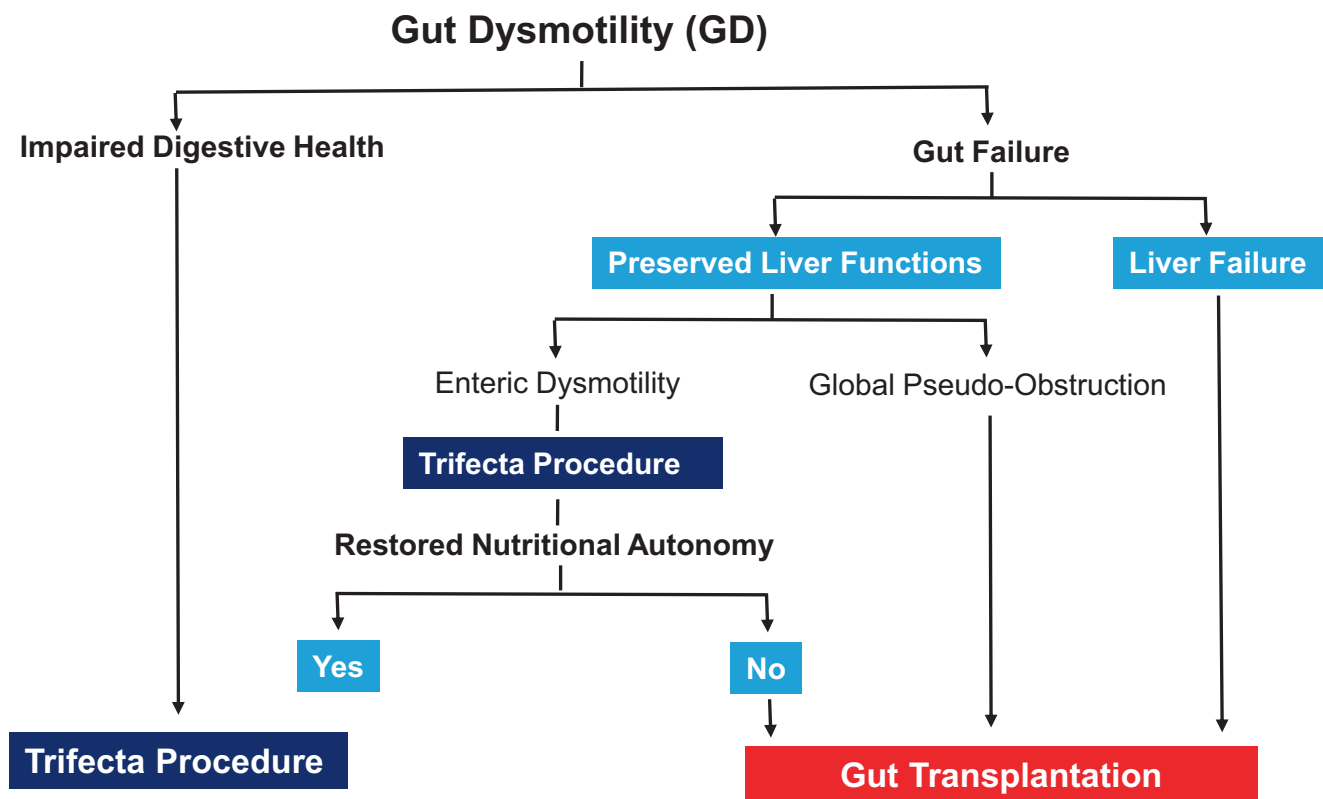 Gut Dysmotility (GD)
Impaired Digestive Health
Gut Failure
Preserved Liver Functions
Liver Failure
Enteric Dysmotility
Global Pseudo-Obstruction
Trifecta Procedure
Restored Nutritional Autonomy
Yes
No
Trifecta Procedure
Gut Transplantation